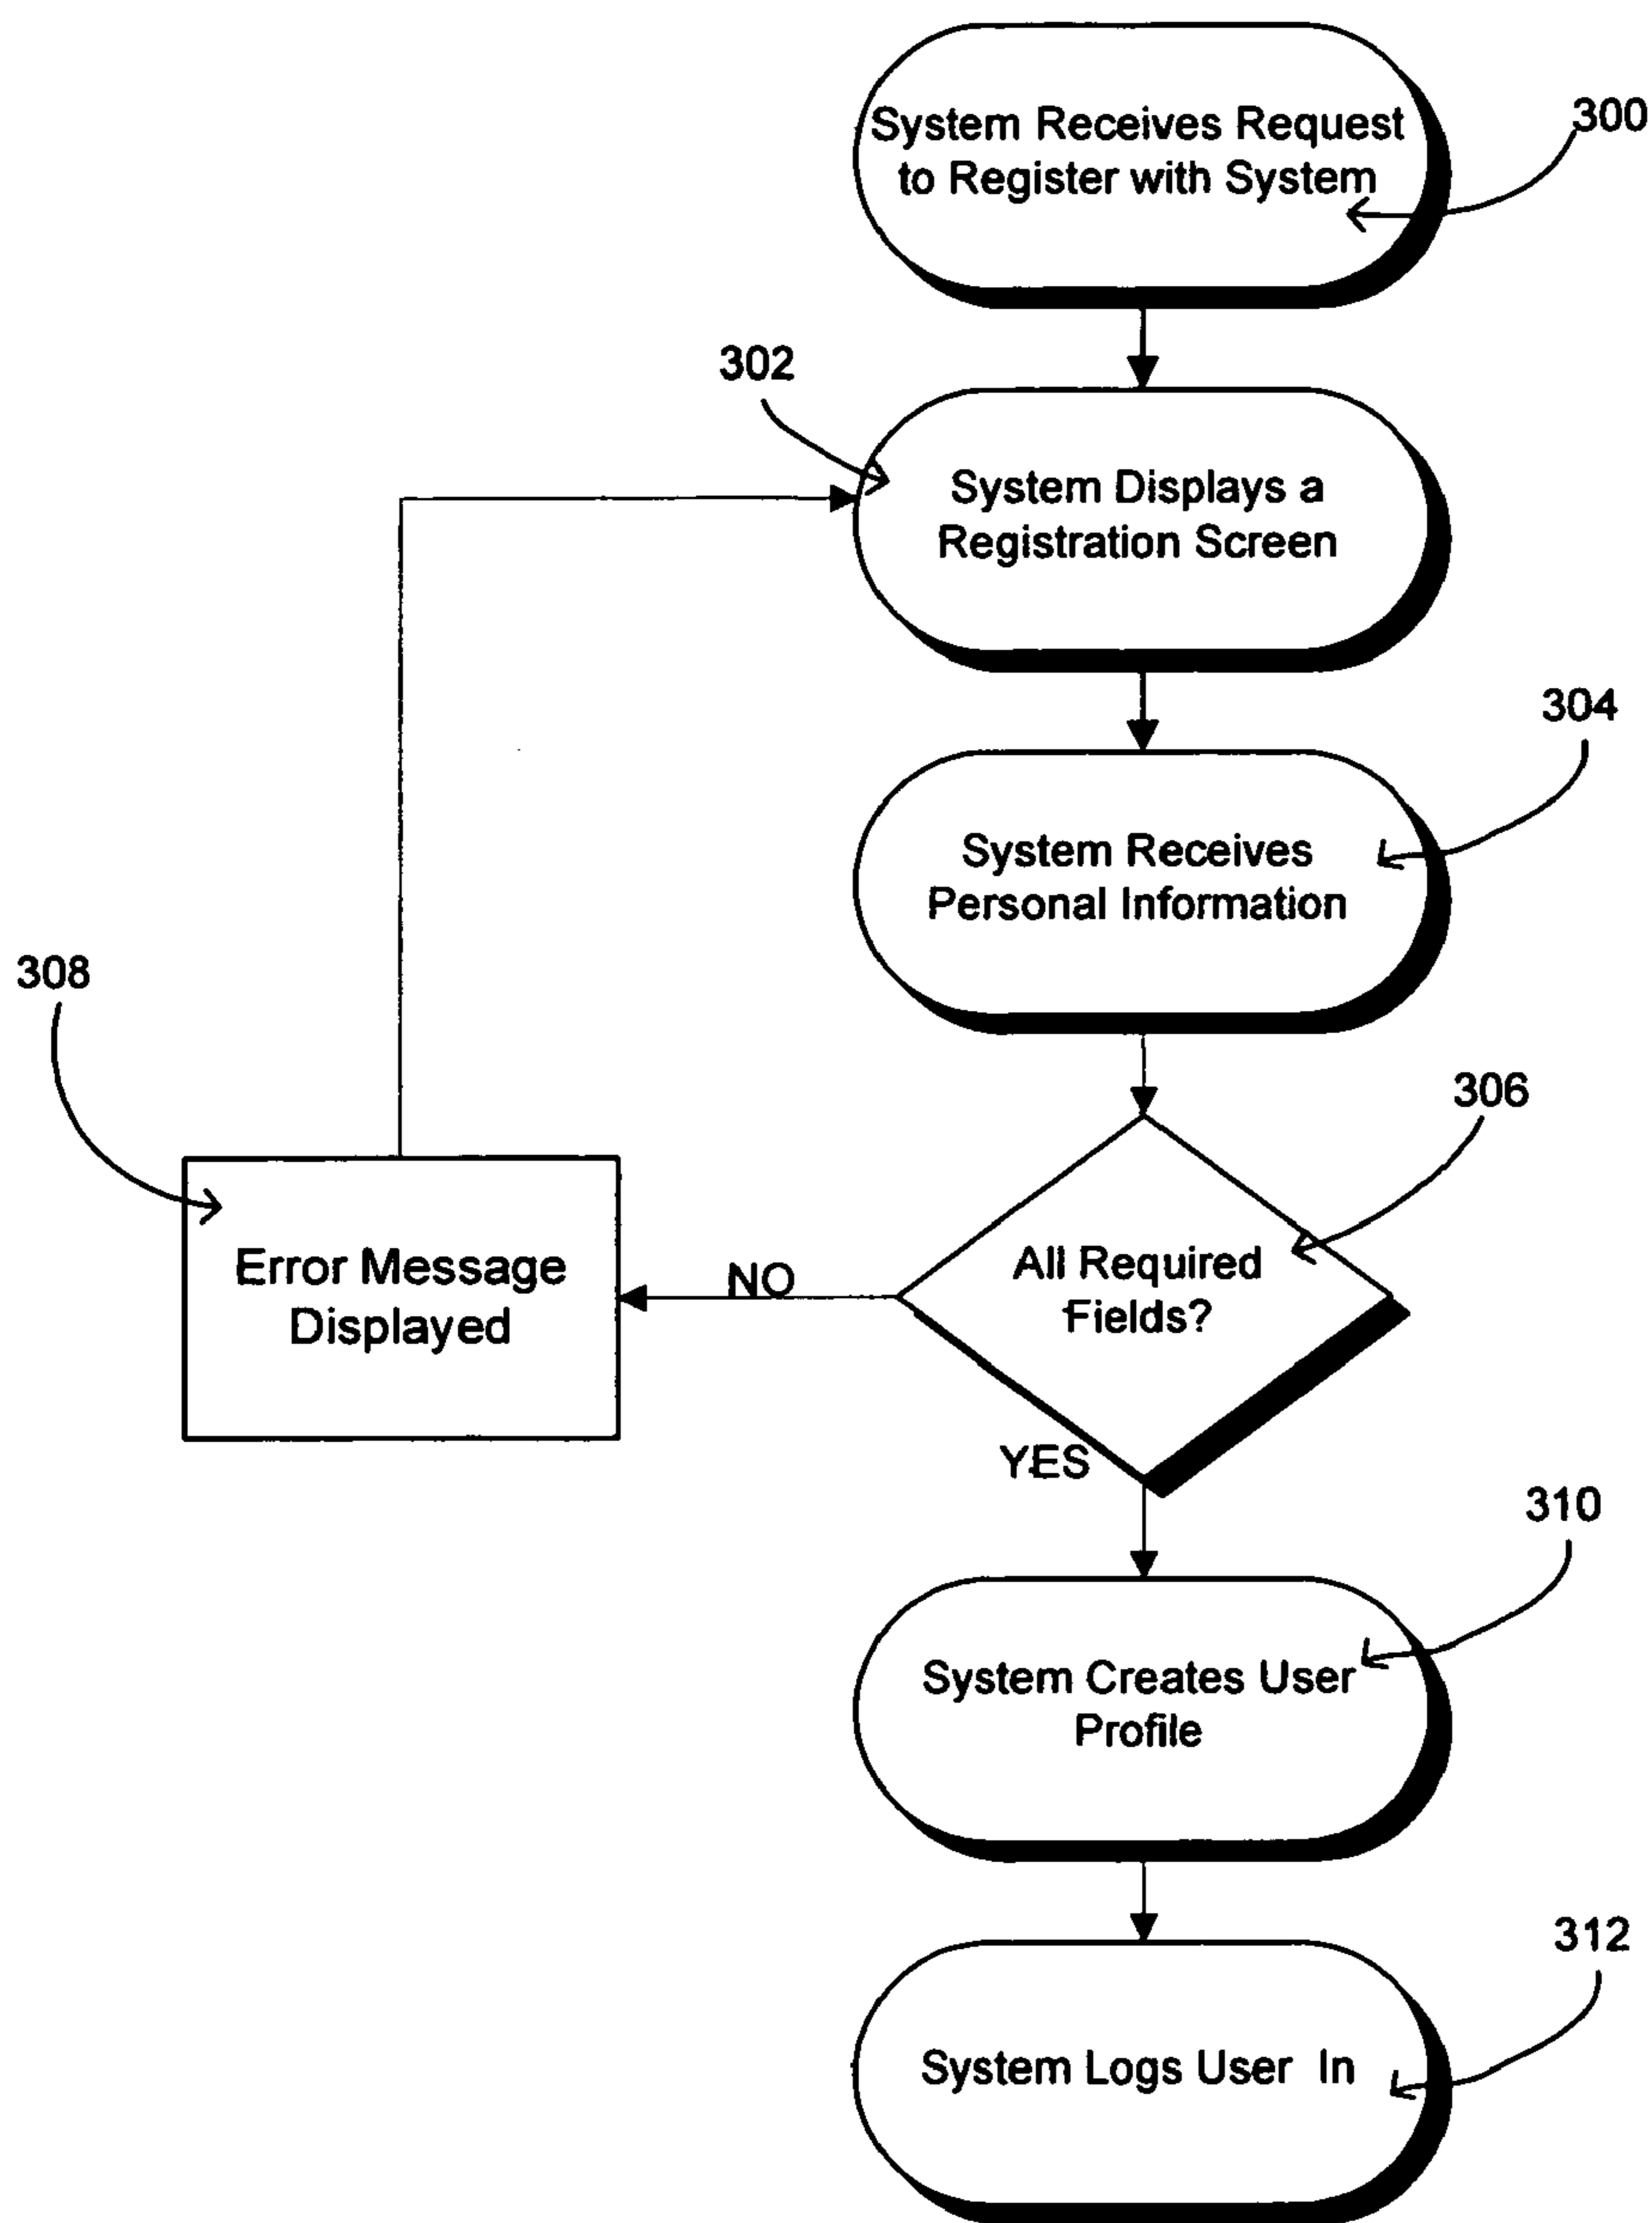 System Receives Request
to Register with System
300
302
System Displays a
Registration Screen
304
System Receives
Personal Information
308
306
Error Message
Displayed
NO
All Required
Fields?
YES
310
System Creates User
Profile
312
System Logs User In